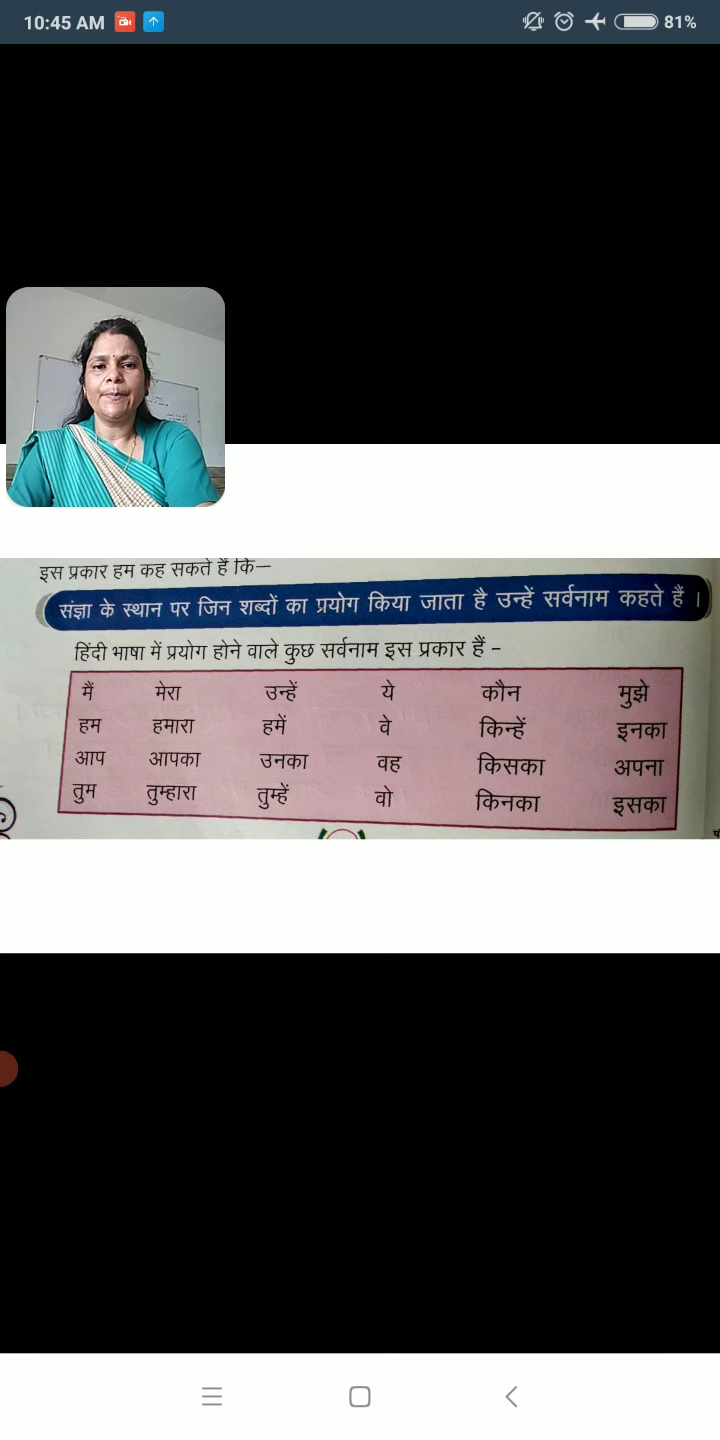 10:45 AM 81%
इस प्रकार हम कह सकते हैं कि—
संज्ञा के स्थान पर जिन शब्दों का प्रयोग किया जाता है उन्हें सर्वनाम कहते हैं ।
हिंदी भाषा में प्रयोग होने वाले कुछ सर्वनाम इस प्रकार हैं -
मैं मेरा उन्हें ये कौन मुझे
हम हमारा हमें वे किन्हें इनका
आप आपका उनका वह किसका अपना
तुम तुम्हारा तुम्हें वो किनका इसका